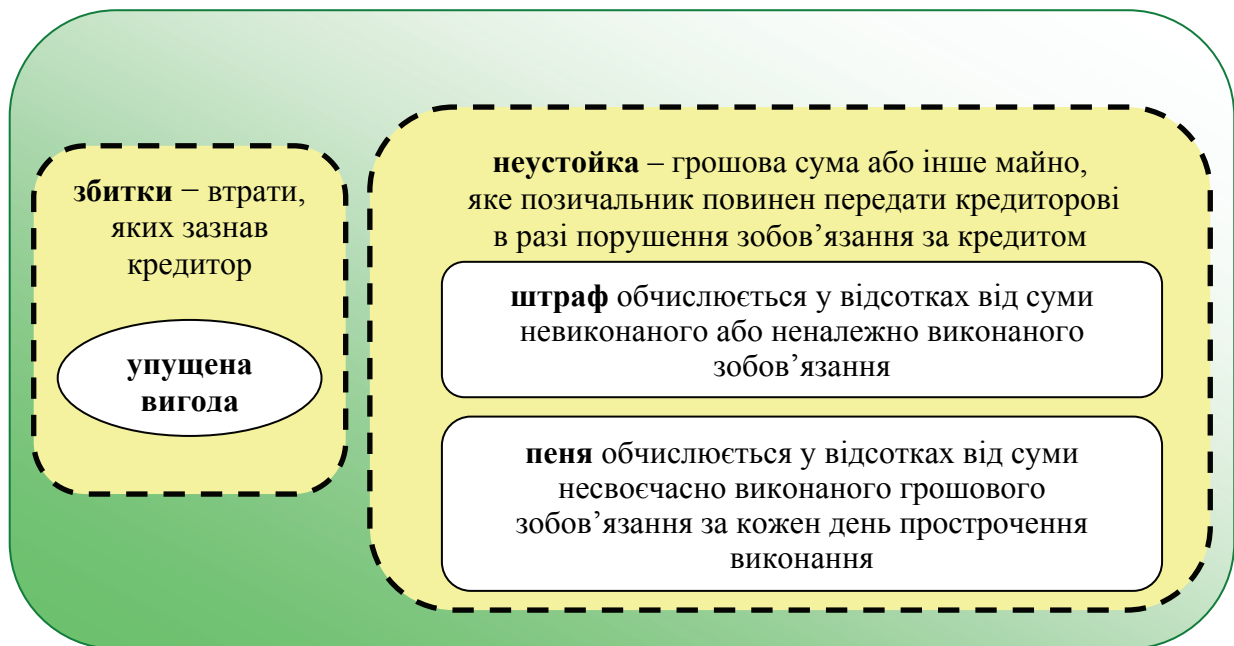 збитки – втрати,
яких зазнав
кредитор
упущена
вигода
неустойка – грошова сума або інше майно,
яке позичальник повинен передати кредиторові
в разі порушення зобов’язання за кредитом
штраф обчислюється у відсотках від суми
невиконаного або неналежно виконаного
зобов’язання
пеня обчислюється у відсотках від суми
несвоєчасно виконаного грошового
зобов’язання за кожен день прострочення
виконання